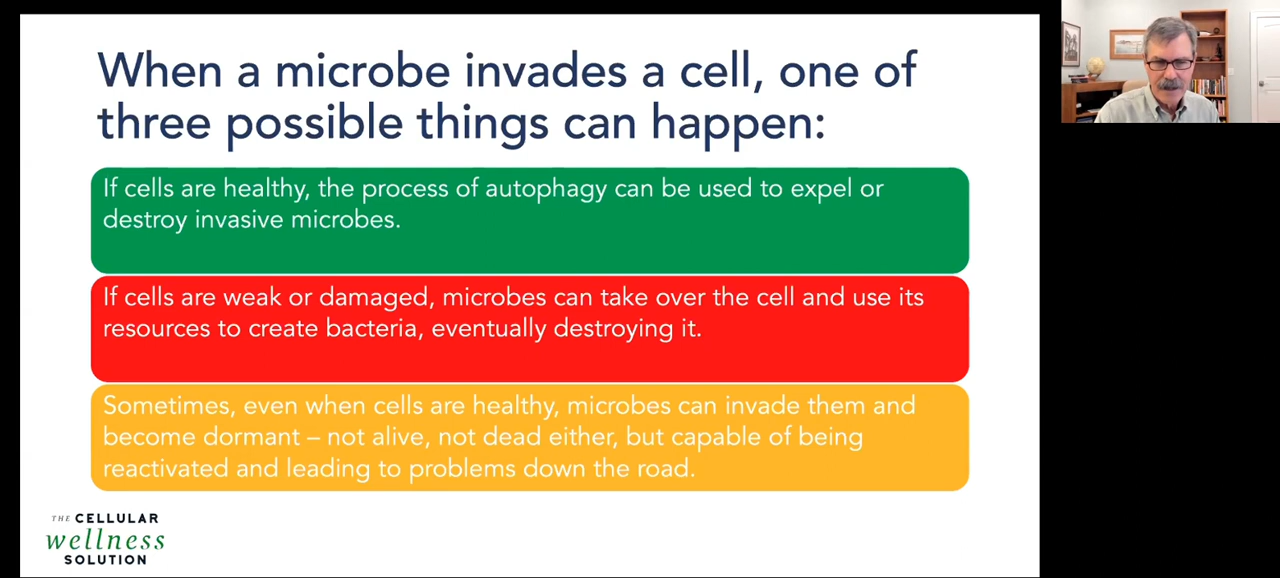 When a microbe invades a cell, one of
three possible things can happen:
If cells are healthy, the process of autophagy can be used to expel or
destroy invasive microbes.
If cells are weak or damaged, microbes can take over the cell and use its
resources to create bacteria, eventually destroying it.
Sometimes, even when cells are healthy, microbes can invade them and
become dormant – not alive, not dead either, but capable of being
reactivated and leading to problems down the road.
THE CELLULAR
wellness
SOLUTION